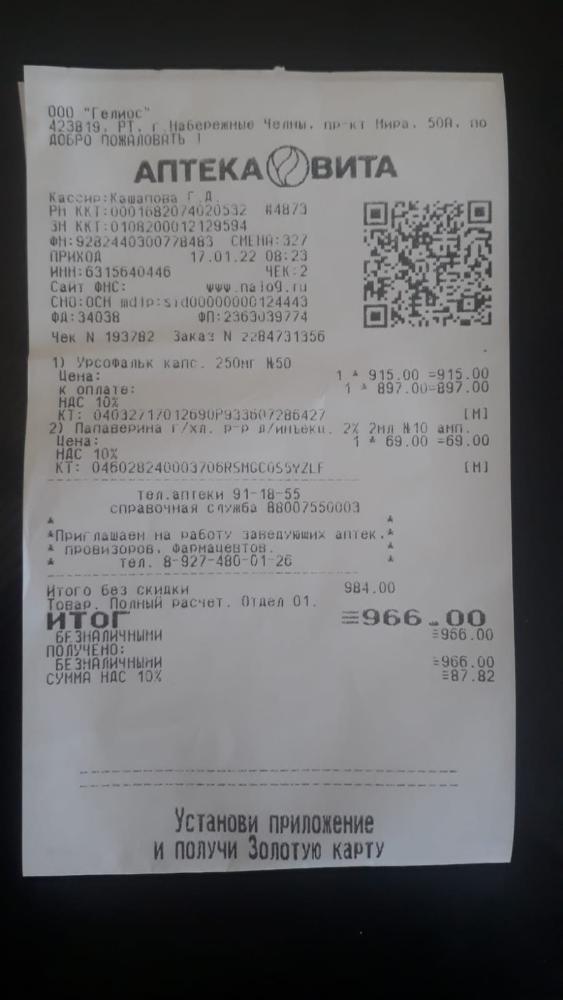 ООО "Гелиос"
423819, РТ, г.Набережные Челны, пр-кт Мира, 50А, по
ДОБРО ПОЖАЛОВАТЬ !
АПТЕКА ВИТА
Кассир:Кашапова Г.Д.
РН ККТ:0001682074020532 #4873
ЗН ККТ:0108200012129594
ФН:9282440300778483 СМЕНА:327
ПРИХОД 17.01.22 08:23
ИНН:6315640446 ЧЕК:2
Сайт ФНС: www.nalog.ru
СНО:ОСН mdlp:sid00000000124443
ФД:34038 ФП:2363039774
Чек N 193782 Заказ N 2284731356
1) Урсофальк капс. 250мг №50
Цена: 1 * 915.00 =915.00
к оплате: 1 * 897.00=897.00
НДС 10%
КТ: 04032717012690P933607286427 [М]
2) Папаверина г/хл. р-р д/инъекц. 2% 2мл №10 амп.
Цена: 1 * 69.00 =69.00
НДС 10%
КТ: 046028240003706RSMGCOS5YZLF [М]
тел.аптеки 91-18-55
справочная служба 88007550003
* *
*Приглашаем на работу заведующих аптек,*
* провизоров, фармацевтов. *
* тел. 8-927-480-01-26 *
Итого без скидки 984.00
Товар. Полный расчет. Отдел 01.
ИТОГ ≡966.00
БЕЗНАЛИЧНЫМИ ≡966.00
ПОЛУЧЕНО:
БЕЗНАЛИЧНЫМИ ≡966.00
СУММА НДС 10% ≡87.82
Установи приложение
и получи Золотую карту